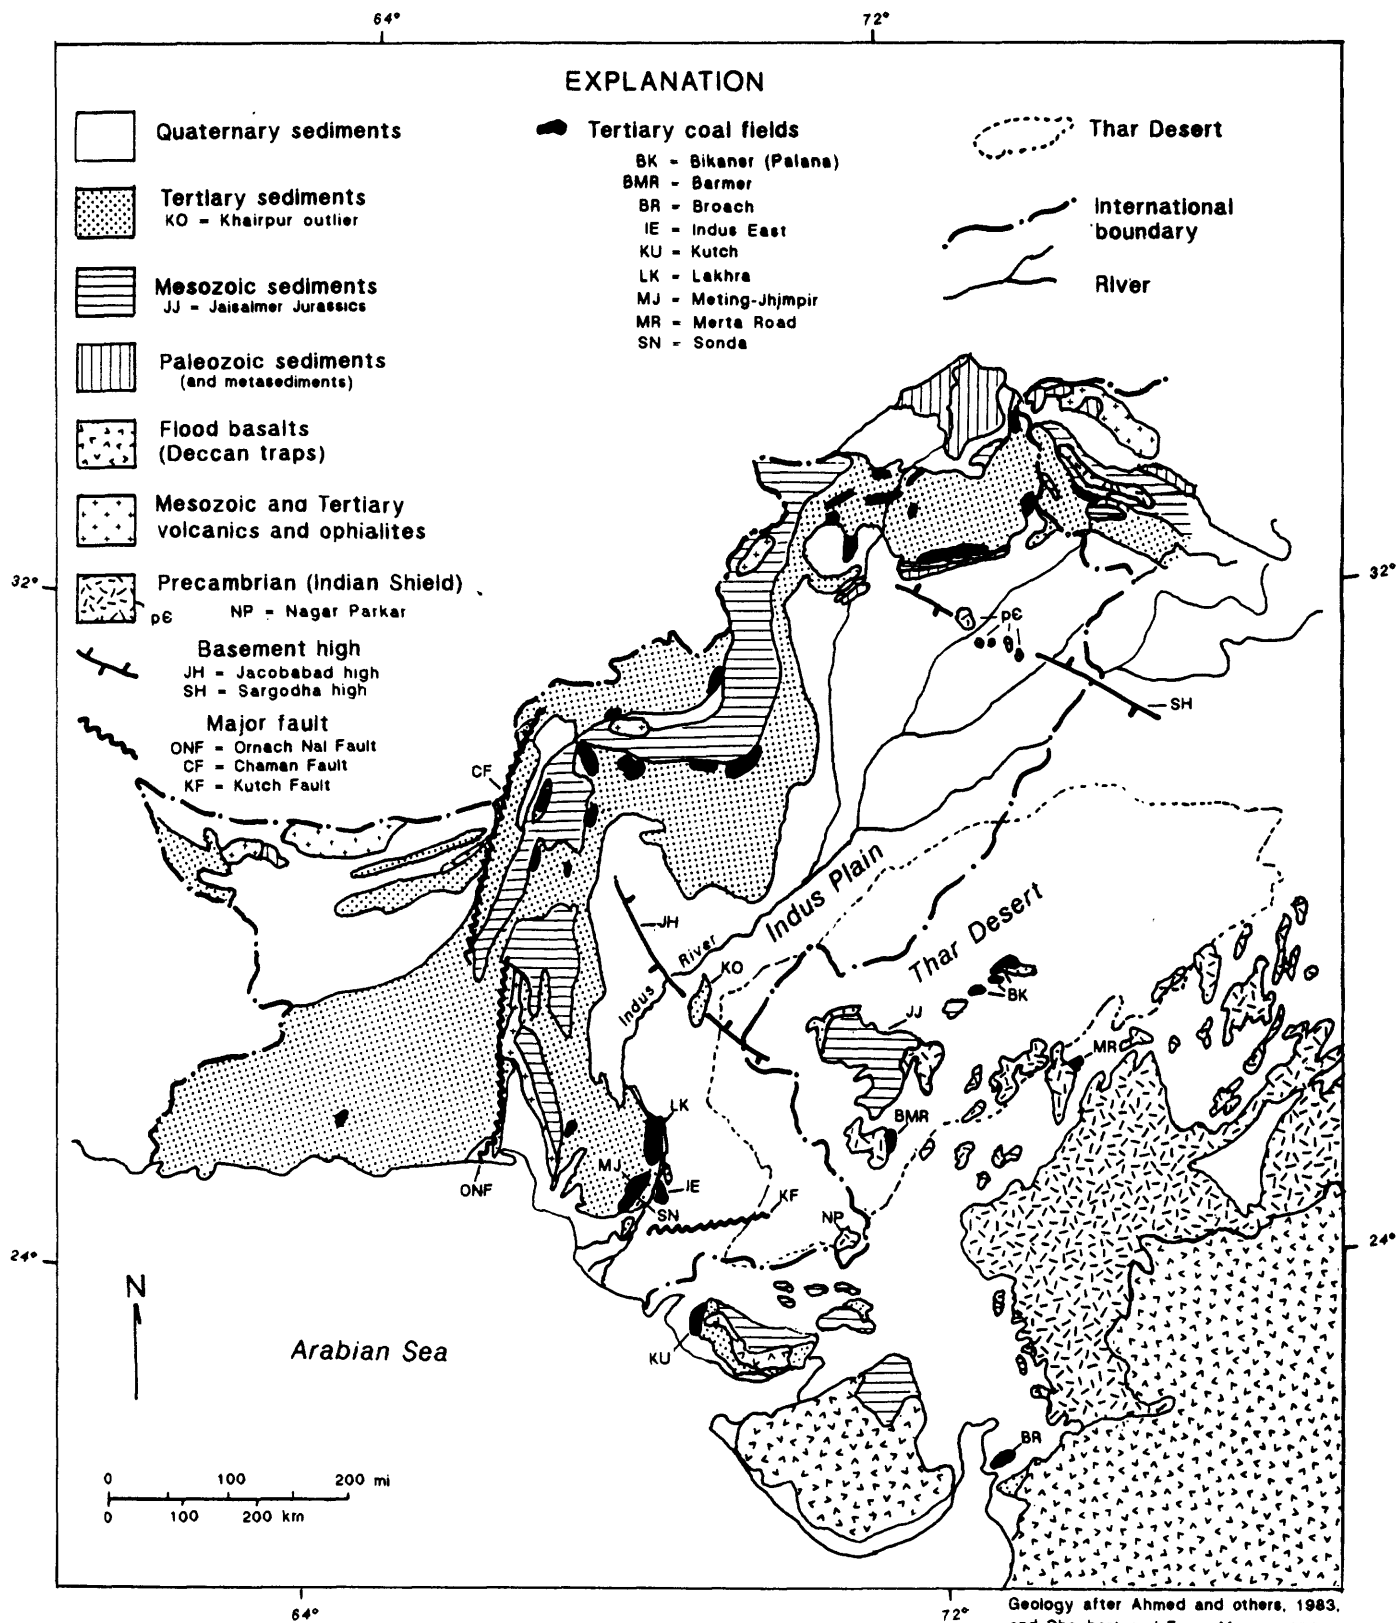 64°
72°
EXPLANATION
Quaternary sediments
Tertiary sediments
KO = Khairpur outlier
Mesozoic sediments
JJ = Jaisalmer Jurassics
Paleozoic sediments
(and metasediments)
Flood basalts
(Deccan traps)
Mesozoic and Tertiary
volcanics and ophialites
Precambrian (Indian Shield)
p€
NP = Nagar Parkar
Basement high
JH = Jacobabad high
SH = Sargodha high
Major fault
ONF = Ornach Nal Fault
CF = Chaman Fault
KF = Kutch Fault
Tertiary coal fields
BK = Bikaner (Palana)
BMR = Barmer
BR = Broach
IE = Indus East
KU = Kutch
LK = Lakhra
MJ = Meting-Jhjmpir
MR = Merta Road
SN = Sonda
Thar Desert
International
boundary
River
32°
32°
p€
SH
CF
Indus Plain
JH
River
Thar Desert
KO
BK
Indus
JJ
MR
LK
BMR
MJ
IE
ONF
SN
KF
NP
24°
24°
N
Arabian Sea
KU
BR
0 100 200 mi
0 100 200 km
64°
72°
Geology after Ahmed and others, 1983,